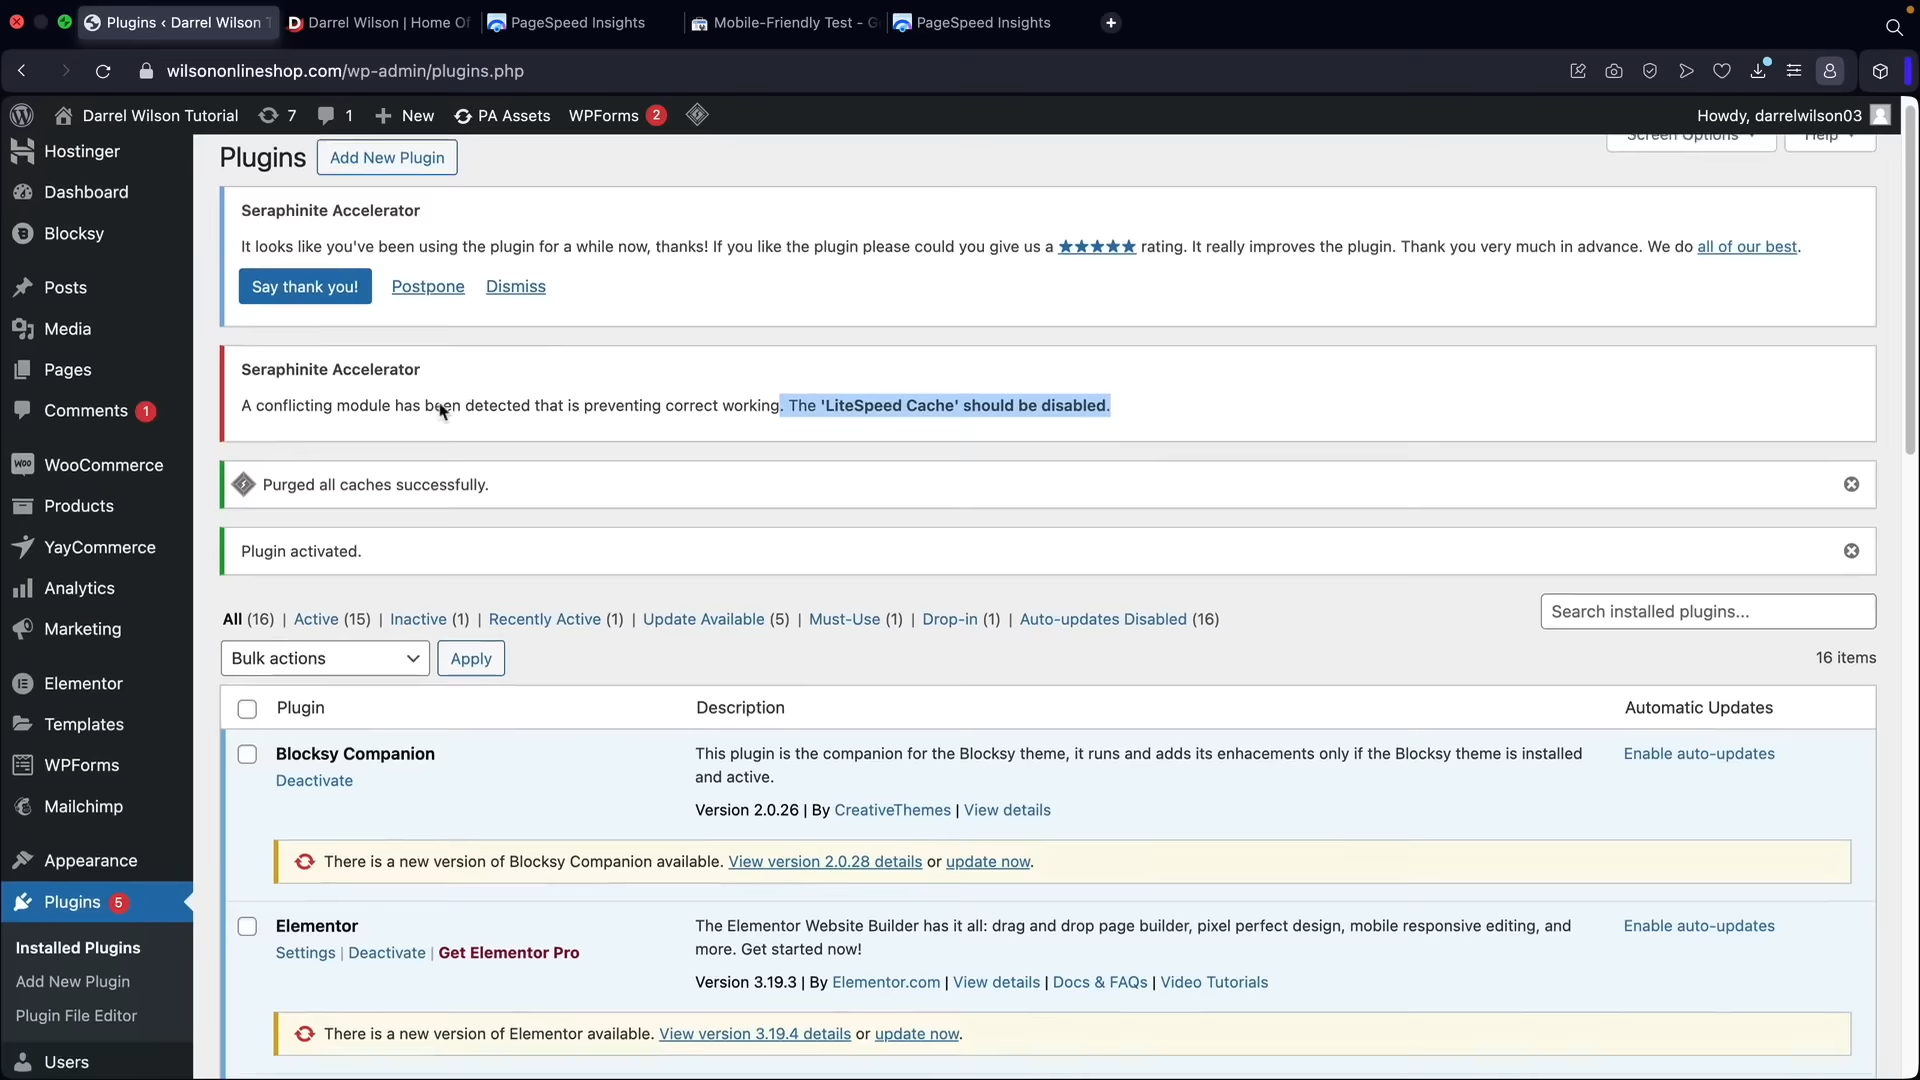 Plugins ‹ Darrel Wilson T
Darrel Wilson | Home Of
PageSpeed Insights
Mobile-Friendly Test - G
PageSpeed Insights
wilsononlineshop.com/wp-admin/plugins.php
Darrel Wilson Tutorial
7
1
New
PA Assets
WPForms 2
Howdy, darrelwilson03
Hostinger
Dashboard
Blocksy
Posts
Media
Pages
Comments 1
WooCommerce
Products
YayCommerce
Analytics
Marketing
Elementor
Templates
WPForms
Mailchimp
Appearance
Plugins 5
Installed Plugins
Add New Plugin
Plugin File Editor
Users
Screen Options
Help
Plugins
Add New Plugin
Seraphinite Accelerator
It looks like you've been using the plugin for a while now, thanks! If you like the plugin please could you give us a ★★★★★ rating. It really improves the plugin. Thank you very much in advance. We do all of our best.
Say thank you!
Postpone
Dismiss
Seraphinite Accelerator
A conflicting module has been detected that is preventing correct working. The 'LiteSpeed Cache' should be disabled.
Purged all caches successfully.
Plugin activated.
All (16) | Active (15) | Inactive (1) | Recently Active (1) | Update Available (5) | Must-Use (1) | Drop-in (1) | Auto-updates Disabled (16)
Search installed plugins...
Bulk actions
Apply
16 items
Plugin
Description
Automatic Updates
Blocksy Companion
Deactivate
This plugin is the companion for the Blocksy theme, it runs and adds its enhacements only if the Blocksy theme is installed
and active.
Version 2.0.26 | By CreativeThemes | View details
Enable auto-updates
There is a new version of Blocksy Companion available. View version 2.0.28 details or update now.
Elementor
Settings | Deactivate | Get Elementor Pro
The Elementor Website Builder has it all: drag and drop page builder, pixel perfect design, mobile responsive editing, and
more. Get started now!
Version 3.19.3 | By Elementor.com | View details | Docs & FAQs | Video Tutorials
Enable auto-updates
There is a new version of Elementor available. View version 3.19.4 details or update now.